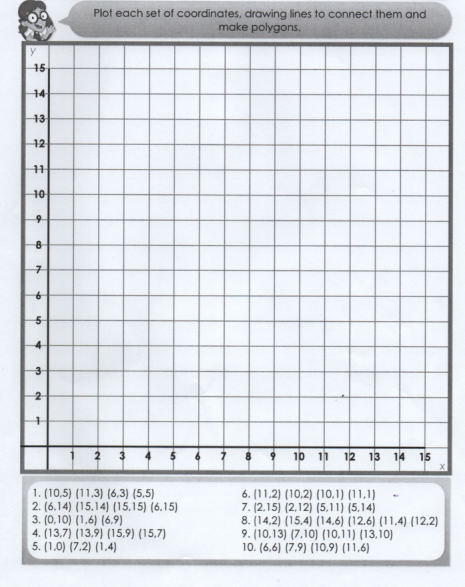 Plot each set of coordinates, drawing lines to connect them and
make polygons.
y
15
14
13
12
11
10
9
8
7
6
5
4
3
2
1
1 2 3 4 5 6 7 8 9 10 11 12 13 14 15
x
1. (10,5) (11,3) (6,3) (5,5)
2. (6,14) (15,14) (15,15) (6,15)
3. (0,10) (1,6) (6,9)
4. (13,7) (13,9) (15,9) (15,7)
5. (1,0) (7,2) (1,4)
6. (11,2) (10,2) (10,1) (11,1)
7. (2,15) (2,12) (5,11) (5,14)
8. (14,2) (15,4) (14,6) (12,6) (11,4) (12,2)
9. (10,13) (7,10) (10,11) (13,10)
10. (6,6) (7,9) (10,9) (11,6)